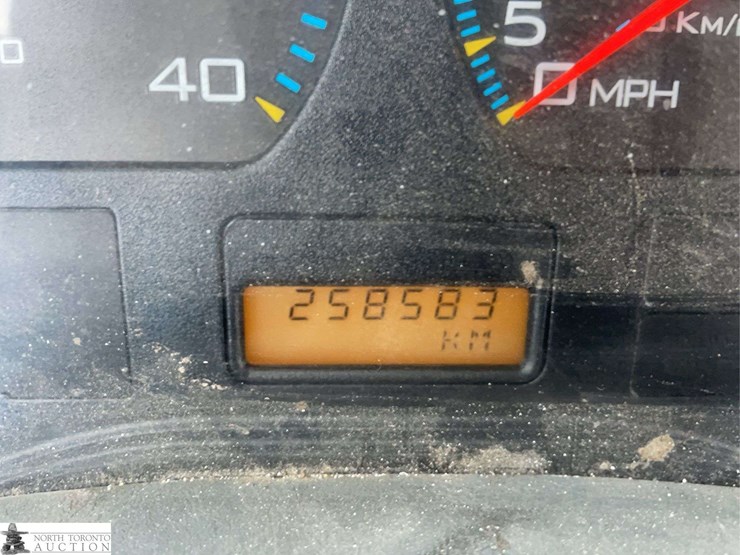 40
5
0 MPH
KM/
258583
KM
NORTH TORONTO
AUCTION